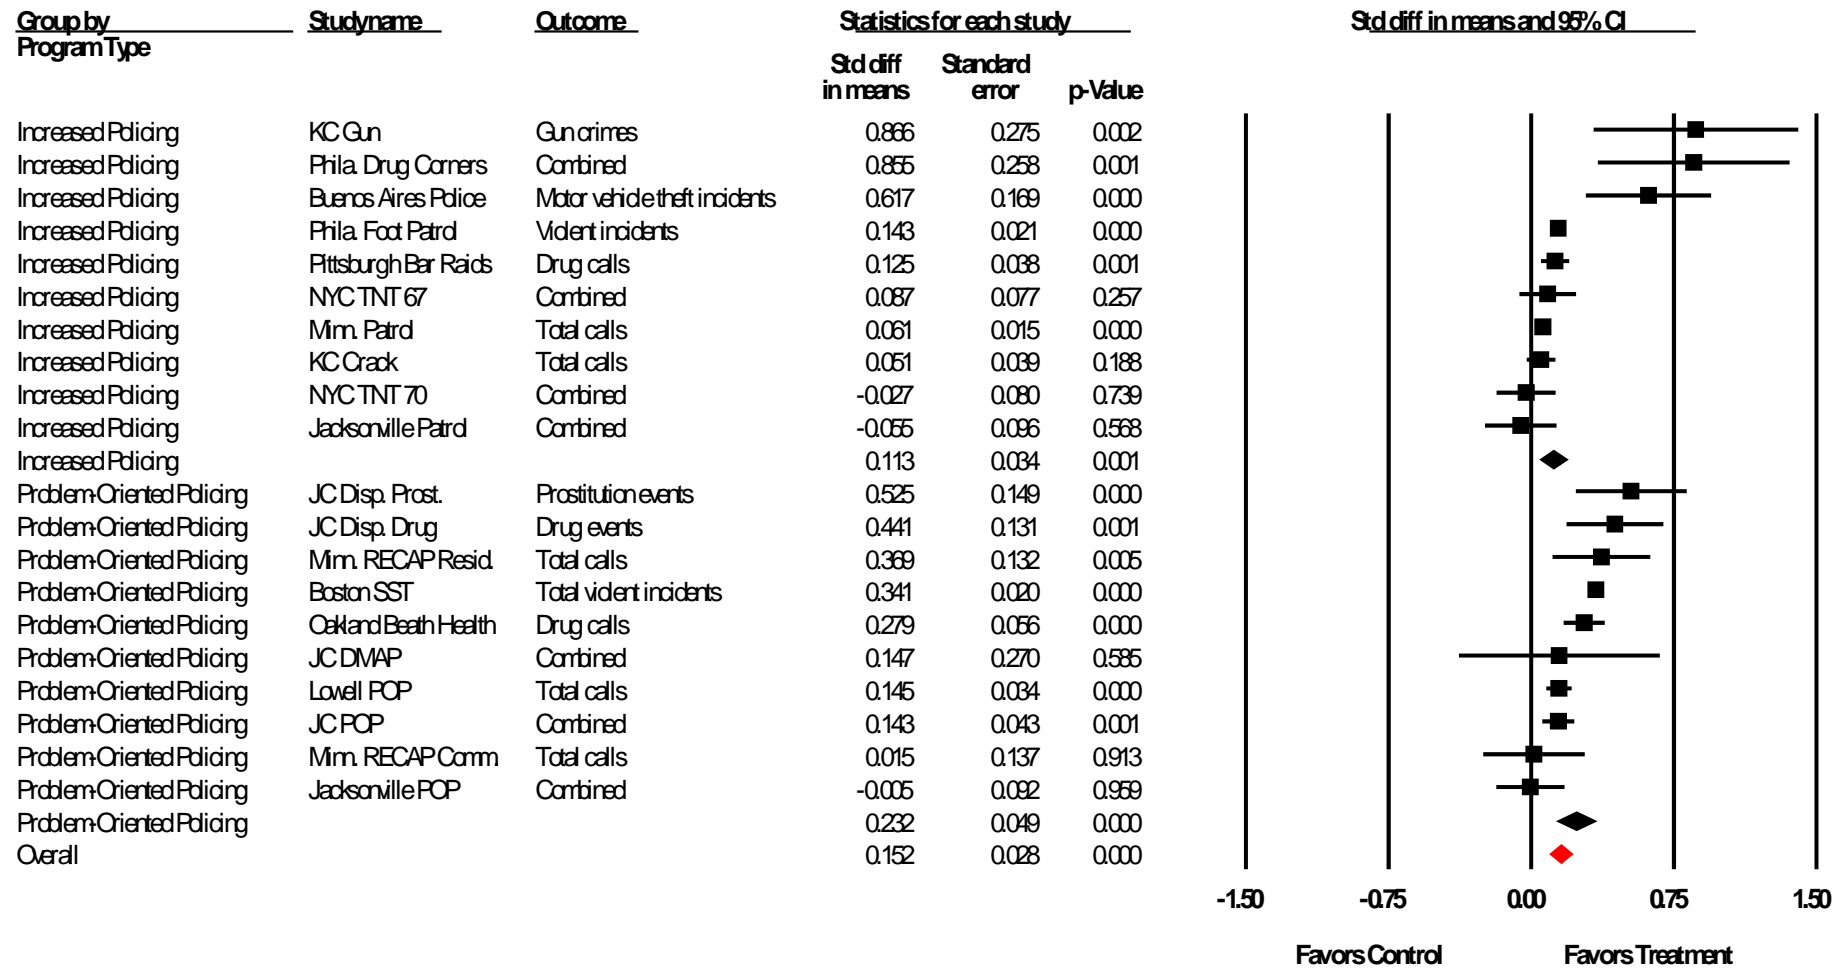 Group by Study name Outcome Statistics for each study Std diff in means and 95% CI
Program Type
Std diff Standard
in means error p-Value
Increased Policing KC Gun Gun crimes 0.866 0.275 0.002
Increased Policing Phila. Drug Corners Combined 0.855 0.258 0.001
Increased Policing Buenos Aires Police Motor vehicle theft incidents 0.617 0.169 0.000
Increased Policing Phila. Foot Patrol Violent incidents 0.143 0.021 0.000
Increased Policing Pittsburgh Bar Raids Drug calls 0.125 0.038 0.001
Increased Policing NYC TNT 67 Combined 0.087 0.077 0.257
Increased Policing Minn. Patrol Total calls 0.061 0.015 0.000
Increased Policing KC Crack Total calls 0.051 0.039 0.188
Increased Policing NYC TNT 70 Combined -0.027 0.080 0.739
Increased Policing Jacksonville Patrol Combined -0.055 0.096 0.568
Increased Policing 0.113 0.034 0.001
Problem-Oriented Policing JC Disp. Prost. Prostitution events 0.525 0.149 0.000
Problem-Oriented Policing JC Disp. Drug Drug events 0.441 0.131 0.001
Problem-Oriented Policing Minn. RECAP Resid. Total calls 0.369 0.132 0.005
Problem-Oriented Policing Boston SST Total violent incidents 0.341 0.020 0.000
Problem-Oriented Policing Oakland Beath Health Drug calls 0.279 0.056 0.000
Problem-Oriented Policing JC DMAP Combined 0.147 0.270 0.585
Problem-Oriented Policing Lowell POP Total calls 0.145 0.034 0.000
Problem-Oriented Policing JC POP Combined 0.143 0.043 0.001
Problem-Oriented Policing Minn. RECAP Comm. Total calls 0.015 0.137 0.913
Problem-Oriented Policing Jacksonville POP Combined -0.005 0.092 0.959
Problem-Oriented Policing 0.232 0.049 0.000
Overall 0.152 0.028 0.000
-1.50 -0.75 0.00 0.75 1.50
Favors Control Favors Treatment